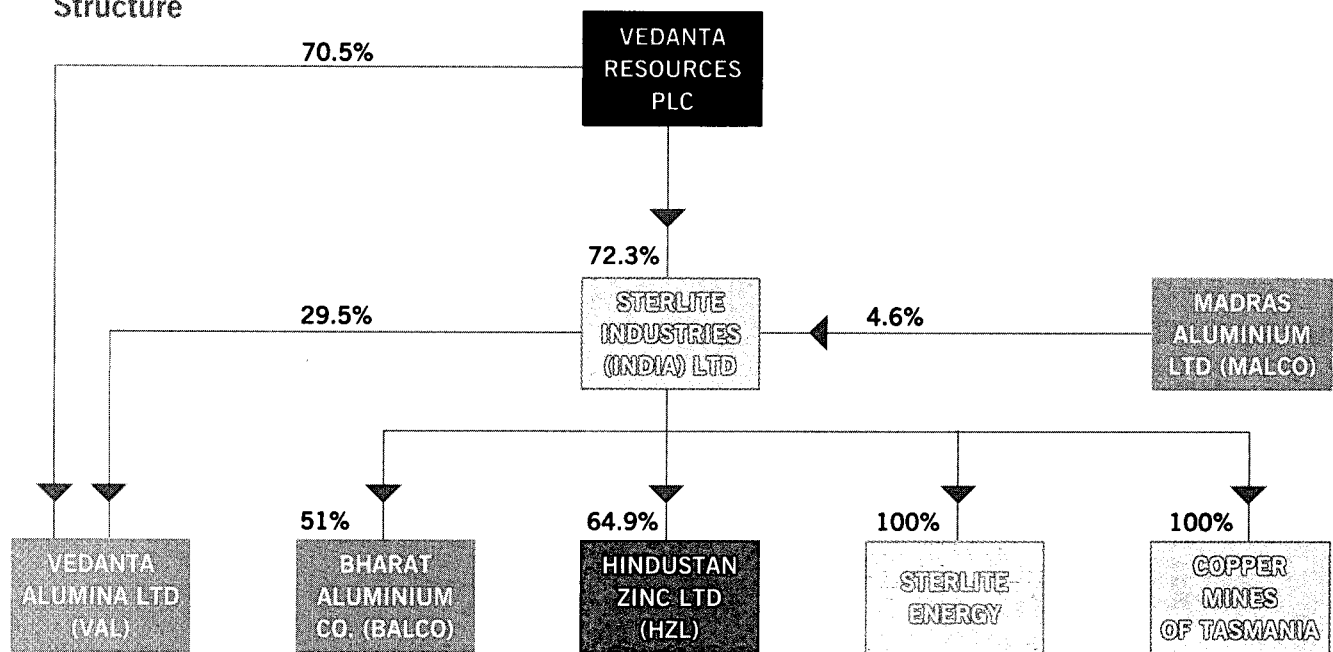 Structure
70.5%
VEDANTA
RESOURCES
PLC
72.3%
29.5%
STERLITE
INDUSTRIES
(INDIA) LTD
4.6%
MADRAS
ALUMINIUM
LTD (MALCO)
VEDANTA
ALUMINA LTD
(VAL)
51%
BHARAT
ALUMINIUM
CO. (BALCO)
64.9%
HINDUSTAN
ZINC LTD
(HZL)
100%
STERLITE
ENERGY
100%
COPPER
MINES
OF TASMANIA